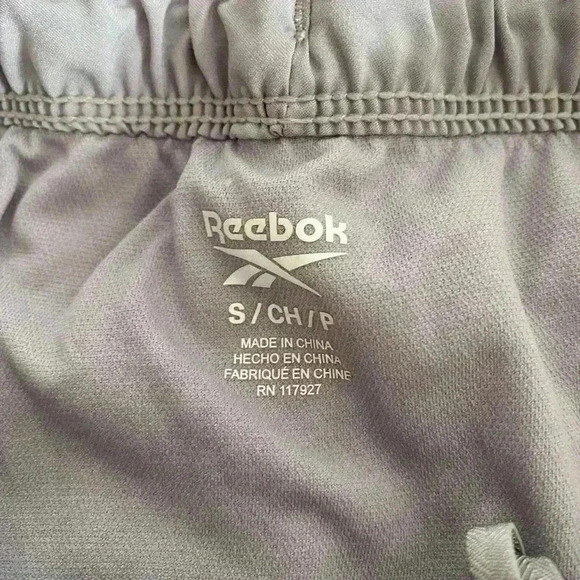 Reebok
S / CH / P
MADE IN CHINA
HECHO EN CHINA
FABRIQUÉ EN CHINE
RN 117927